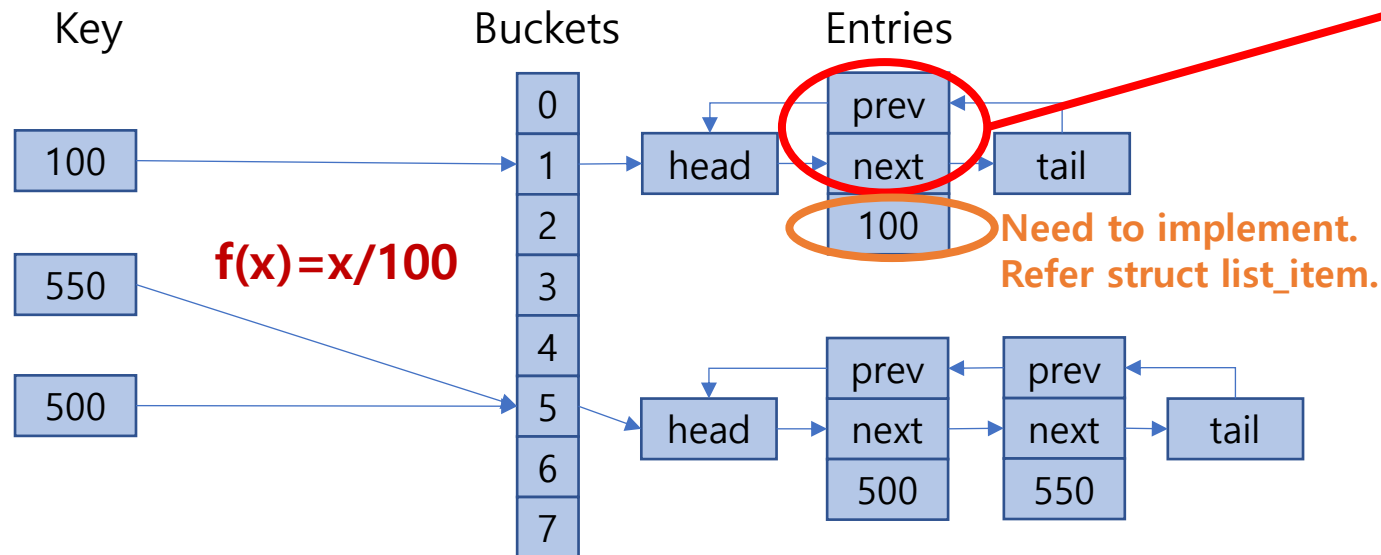 Key
Buckets
Entries
100
550
500
f(x)=x/100
0
1
2
3
4
5
6
7
head
prev
next
100
tail
Need to implement.
Refer struct list_item.
head
prev
next
500
prev
next
550
tail